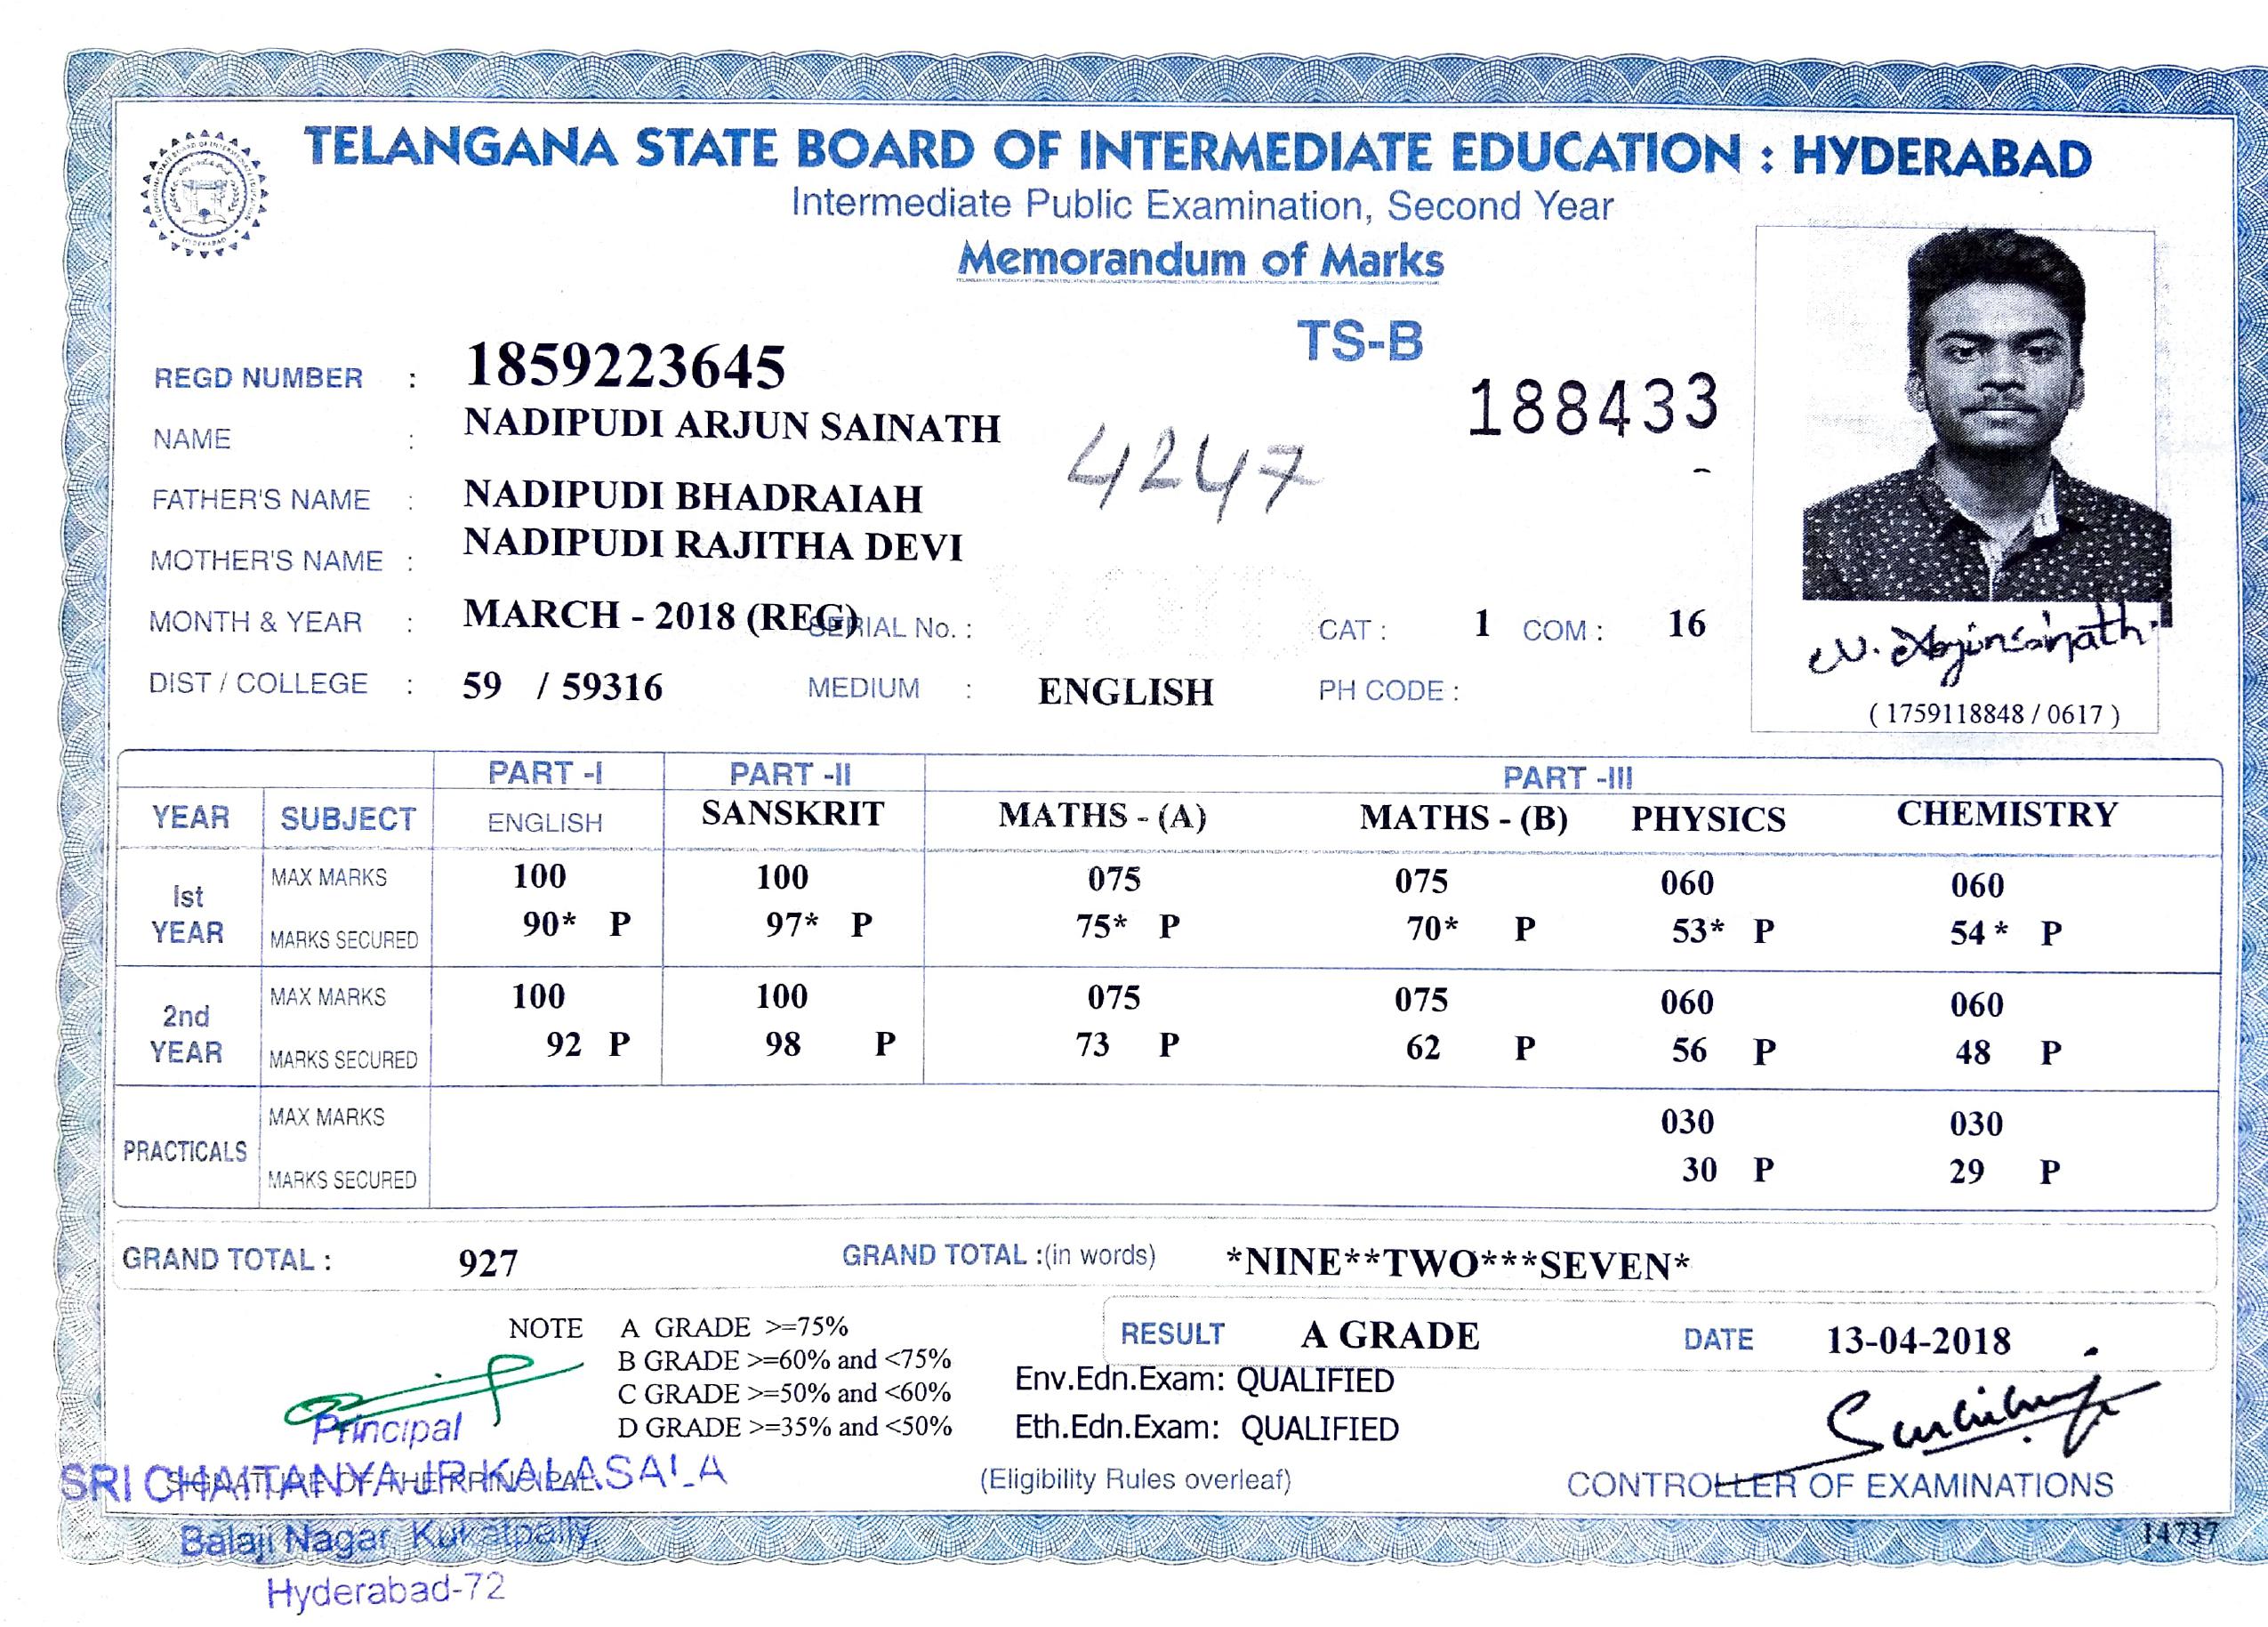 TELANGANA STATE BOARD OF INTERMEDIATE EDUCATION : HYDERABAD
Intermediate Public Examination, Second Year
Memorandum of Marks
TS-B
REGD NUMBER : 1859223645
188433
NAME : NADIPUDI ARJUN SAINATH
4247
FATHER'S NAME : NADIPUDI BHADRAIAH
MOTHER'S NAME : NADIPUDI RAJITHA DEVI
MONTH & YEAR : MARCH - 2018 (REG) SERIAL No. : CAT : 1 COM : 16
N. Arjun Sainath
DIST / COLLEGE : 59 / 59316 MEDIUM : ENGLISH PH CODE :
( 1759118848 / 0617 )
PART -I PART -II PART -III
YEAR SUBJECT ENGLISH SANSKRIT MATHS - (A) MATHS - (B) PHYSICS CHEMISTRY
Ist YEAR MAX MARKS 100 100 075 075 060 060
MARKS SECURED 90* P 97* P 75* P 70* P 53* P 54 * P
2nd YEAR MAX MARKS 100 100 075 075 060 060
MARKS SECURED 92 P 98 P 73 P 62 P 56 P 48 P
PRACTICALS MAX MARKS 030 030
MARKS SECURED 30 P 29 P
GRAND TOTAL : 927 GRAND TOTAL :(in words) *NINE**TWO***SEVEN*
NOTE A GRADE >=75%
B GRADE >=60% and <75%
C GRADE >=50% and <60%
D GRADE >=35% and <50%
RESULT A GRADE DATE 13-04-2018
Env.Edn.Exam: QUALIFIED
Eth.Edn.Exam: QUALIFIED
Principal
SIGNATURE OF THE PRINCIPAL
SRI CHAITANYA JR KALASALA
(Eligibility Rules overleaf)
CONTROLLER OF EXAMINATIONS
Balaji Nagar, Kukatpally,
Hyderabad-72
14737